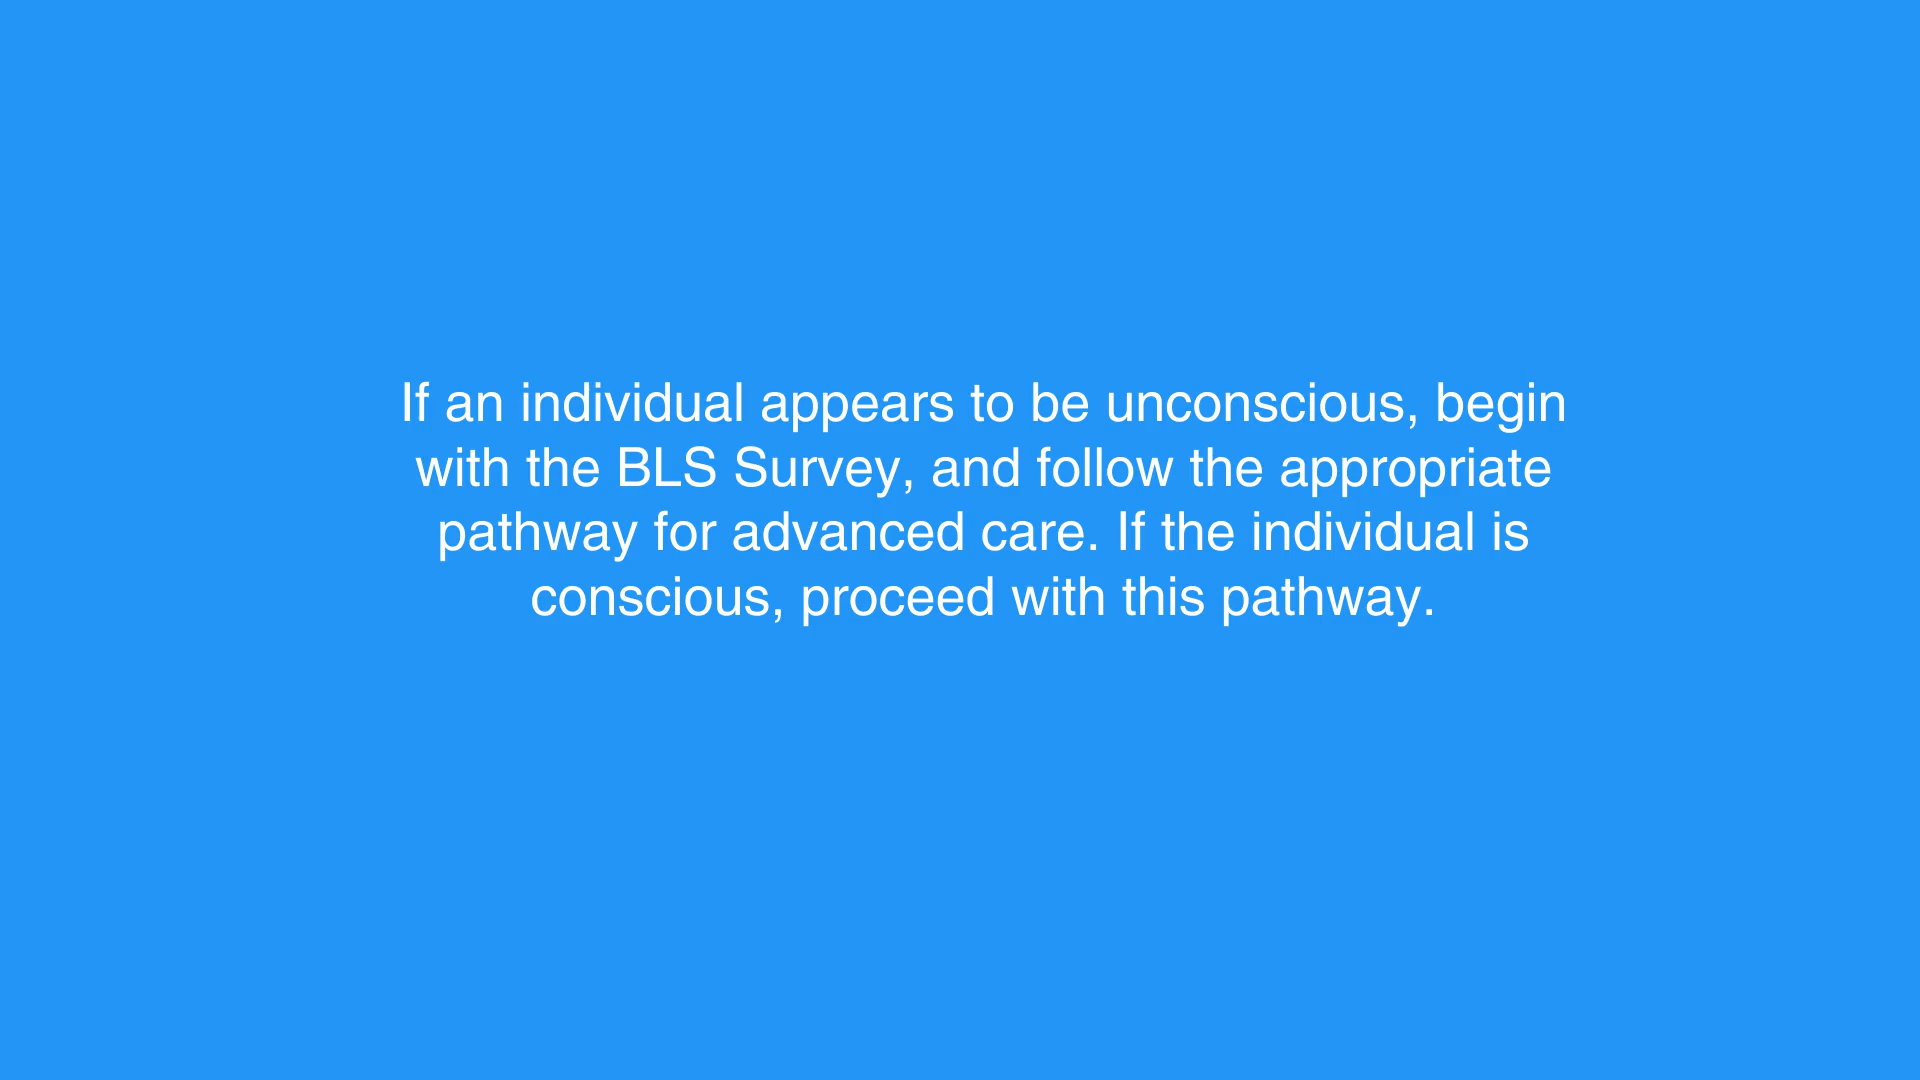 If an individual appears to be unconscious, begin
with the BLS Survey, and follow the appropriate
pathway for advanced care. If the individual is
conscious, proceed with this pathway.